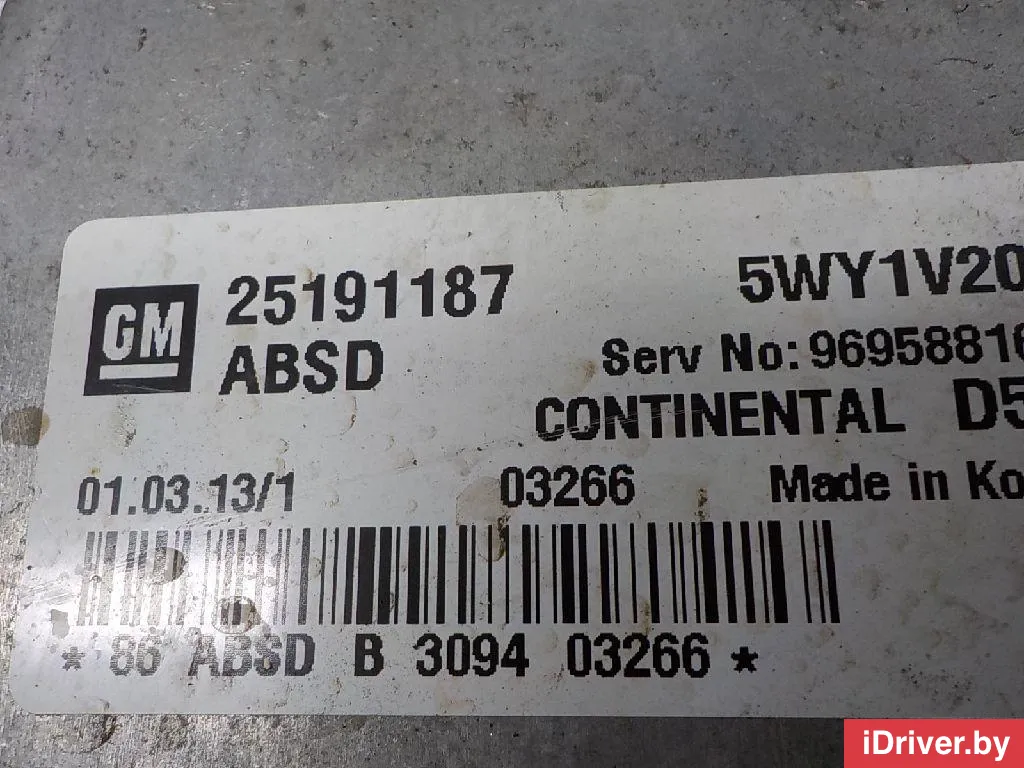 GM
25191187
5WY1V20
ABSD
Serv No: 9695881
CONTINENTAL D5
01.03.13/1
03266
Made in Ko
* 86 ABSD B 3094 03266 *
iDriver.by